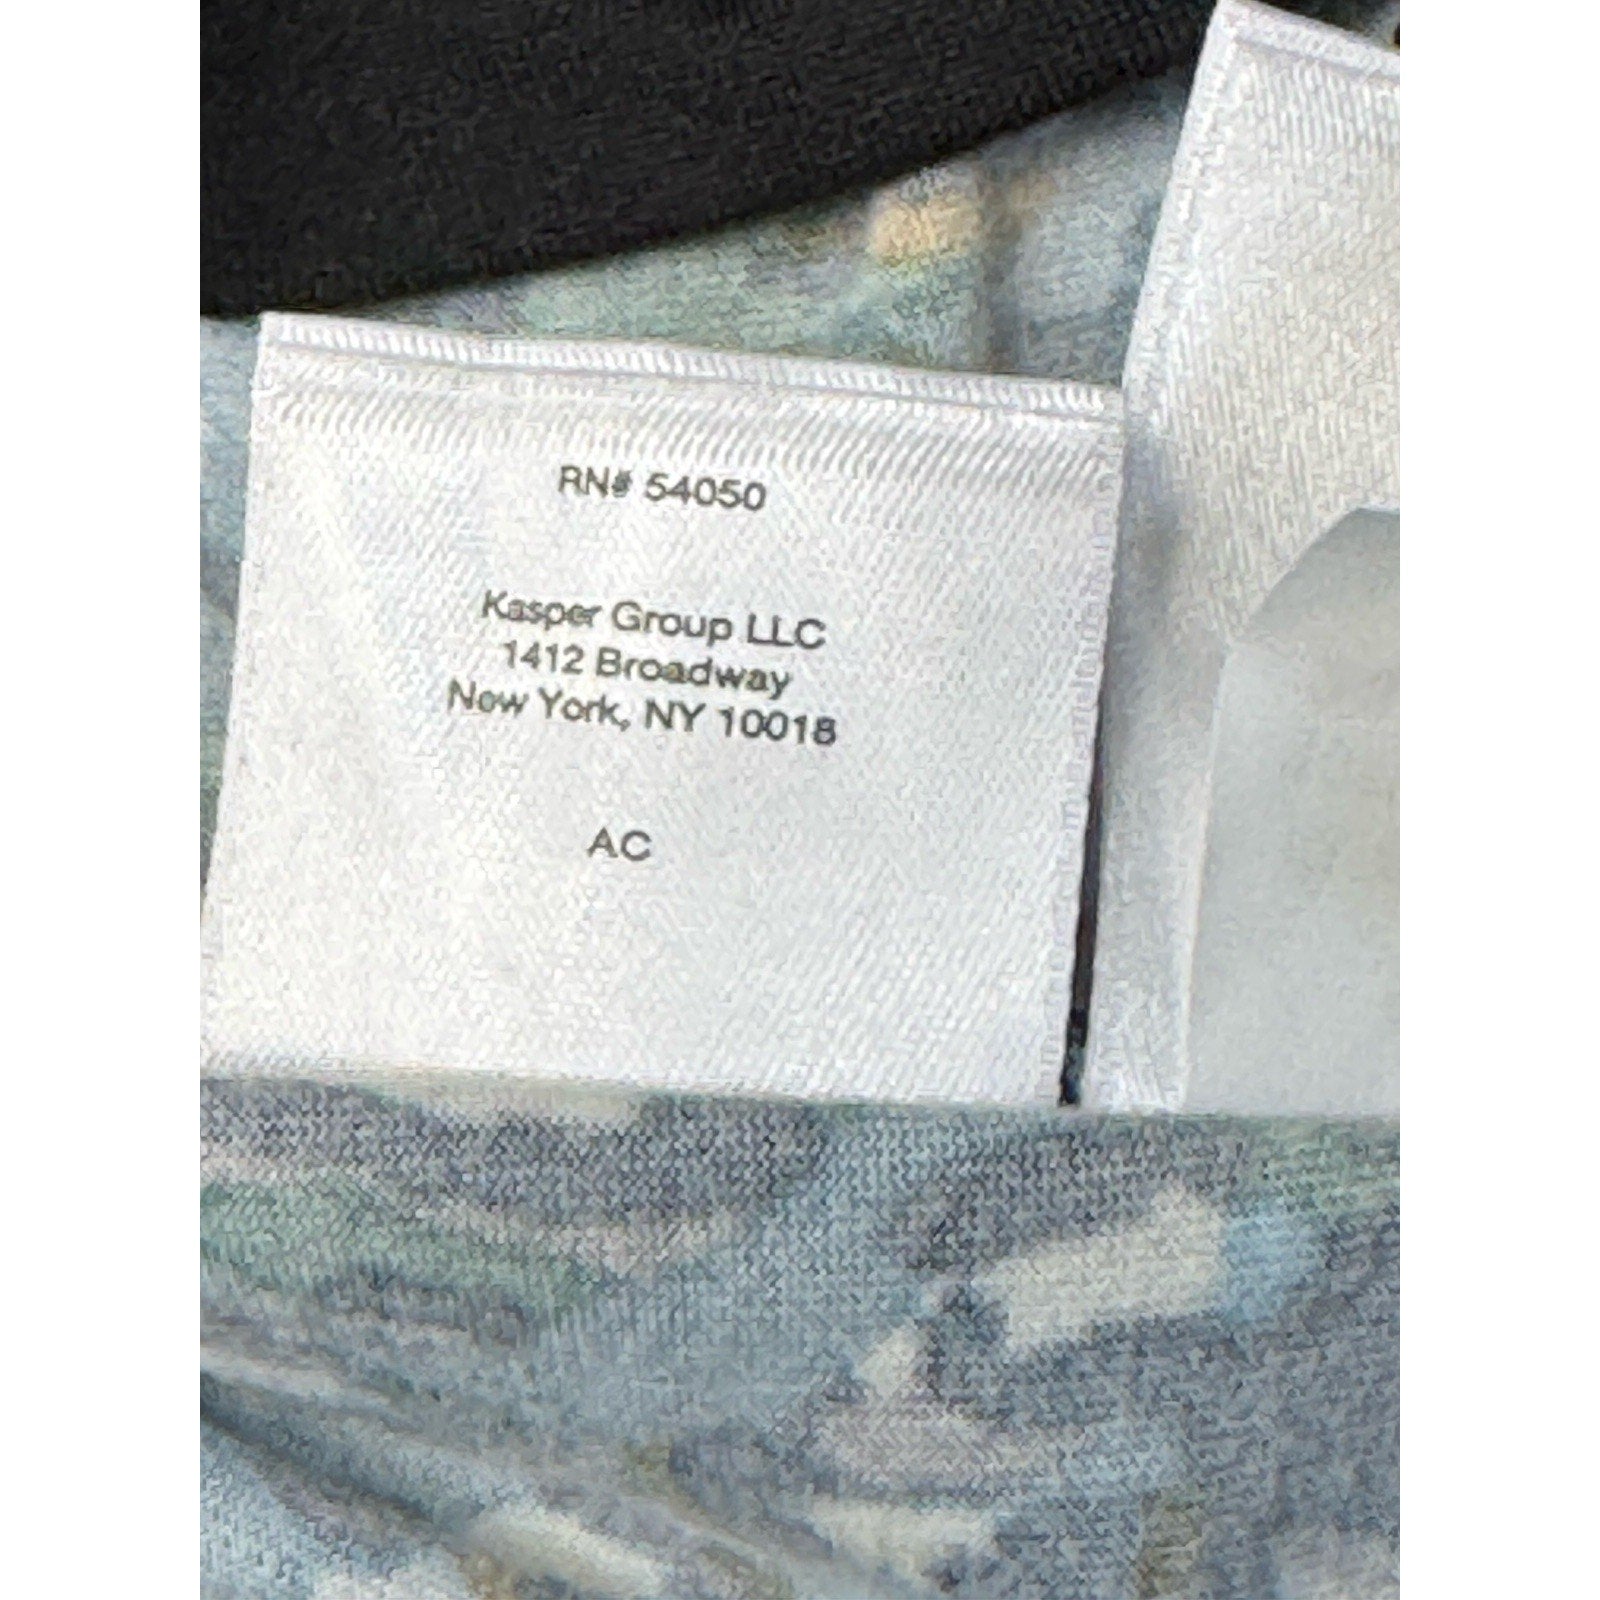 RN# 54050
Kasper Group LLC
1412 Broadway
New York, NY 10018
AC